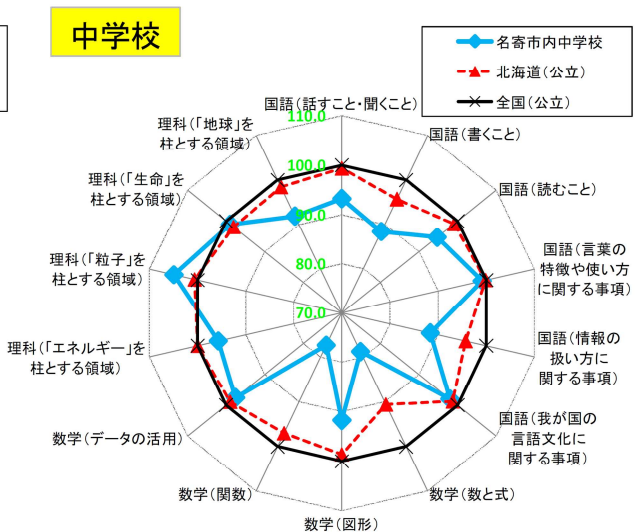 中学校
名寄市内中学校
北海道(公立)
全国(公立)
国語(話すこと・聞くこと)
国語(書くこと)
国語(読むこと)
国語(言葉の
特徴や使い方
に関する事項)
国語(情報の
扱い方に
関する事項)
国語(我が国の
言語文化に
関する事項)
数学(数と式)
数学(図形)
数学(関数)
数学(データの活用)
理科(「エネルギー」を
柱とする領域)
理科(「粒子」を
柱とする領域)
理科(「生命」を
柱とする領域)
理科(「地球」を
柱とする領域)
110.0
100.0
90.0
80.0
70.0